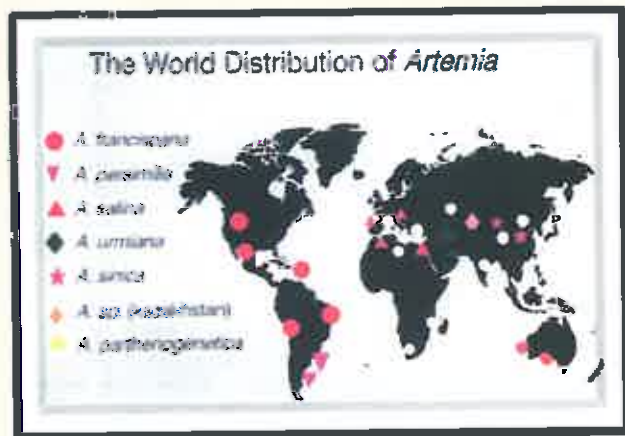 The World Distribution of Artemia
A. franciscana
A. persimilis
A. salina
A. urmiana
A. sinica
A. sp. (Kazakhstan)
A. parthenogenetica